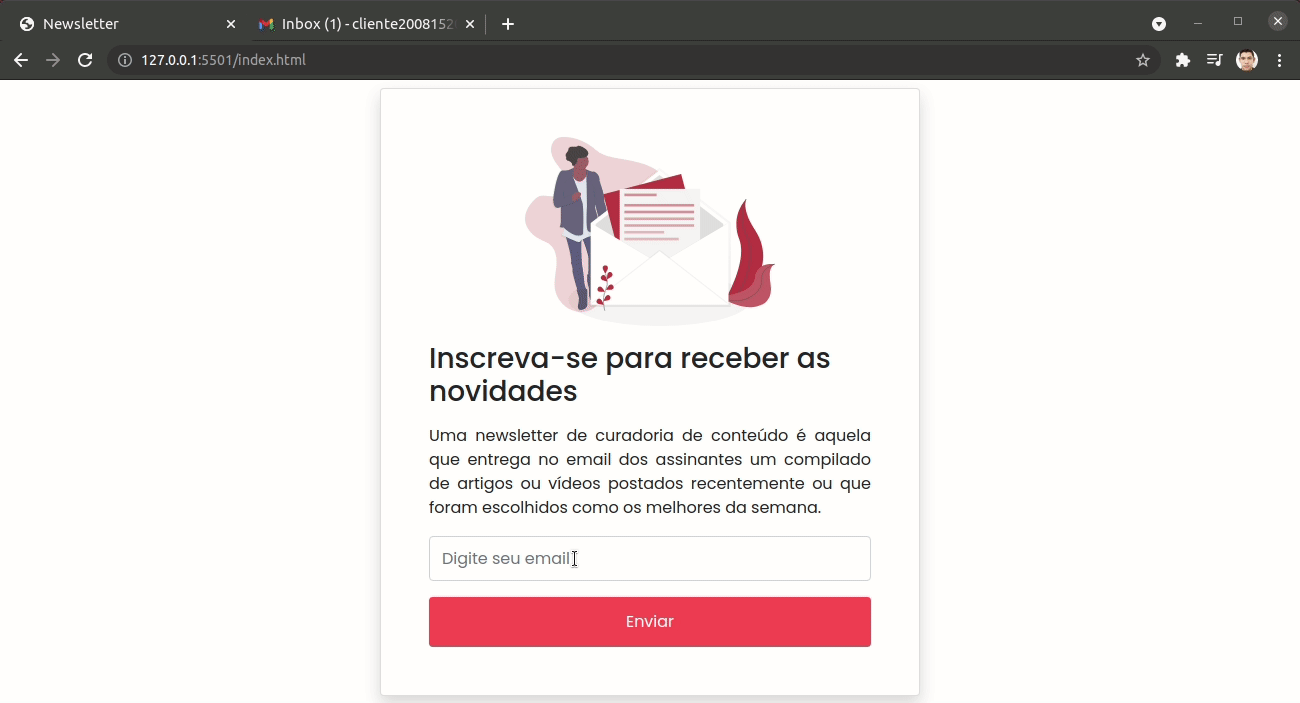 Newsletter
Inbox (1) - cliente2008152
127.0.0.1:5501/index.html
Inscreva-se para receber as
novidades
Uma newsletter de curadoria de conteúdo é aquela
que entrega no email dos assinantes um compilado
de artigos ou vídeos postados recentemente ou que
foram escolhidos como os melhores da semana.
Digite seu email
Enviar